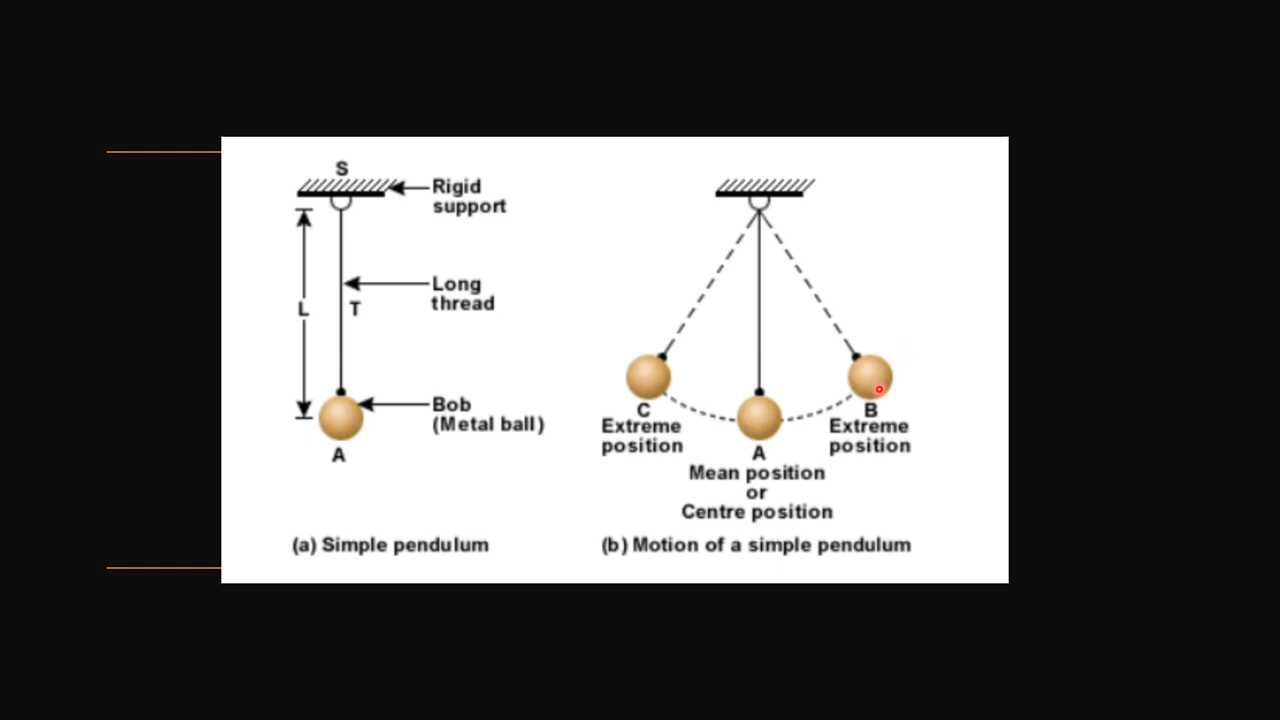 S
Rigid
support
L
Long
thread
T
Bob
(Metal ball)
A
(a) Simple pendulum
C
Extreme
position
B
Extreme
position
A
Mean position
or
Centre position
(b) Motion of a simple pendulum